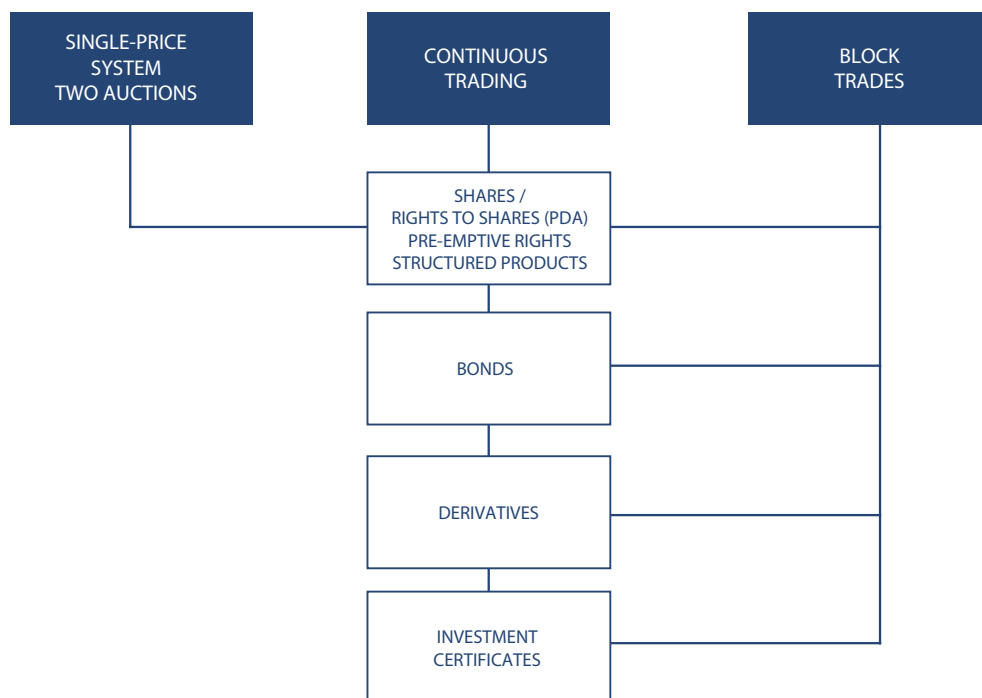 SINGLE-PRICE
SYSTEM
TWO AUCTIONS
CONTINUOUS
TRADING
BLOCK
TRADES
SHARES /
RIGHTS TO SHARES (PDA)
PRE-EMPTIVE RIGHTS
STRUCTURED PRODUCTS
BONDS
DERIVATIVES
INVESTMENT
CERTIFICATES